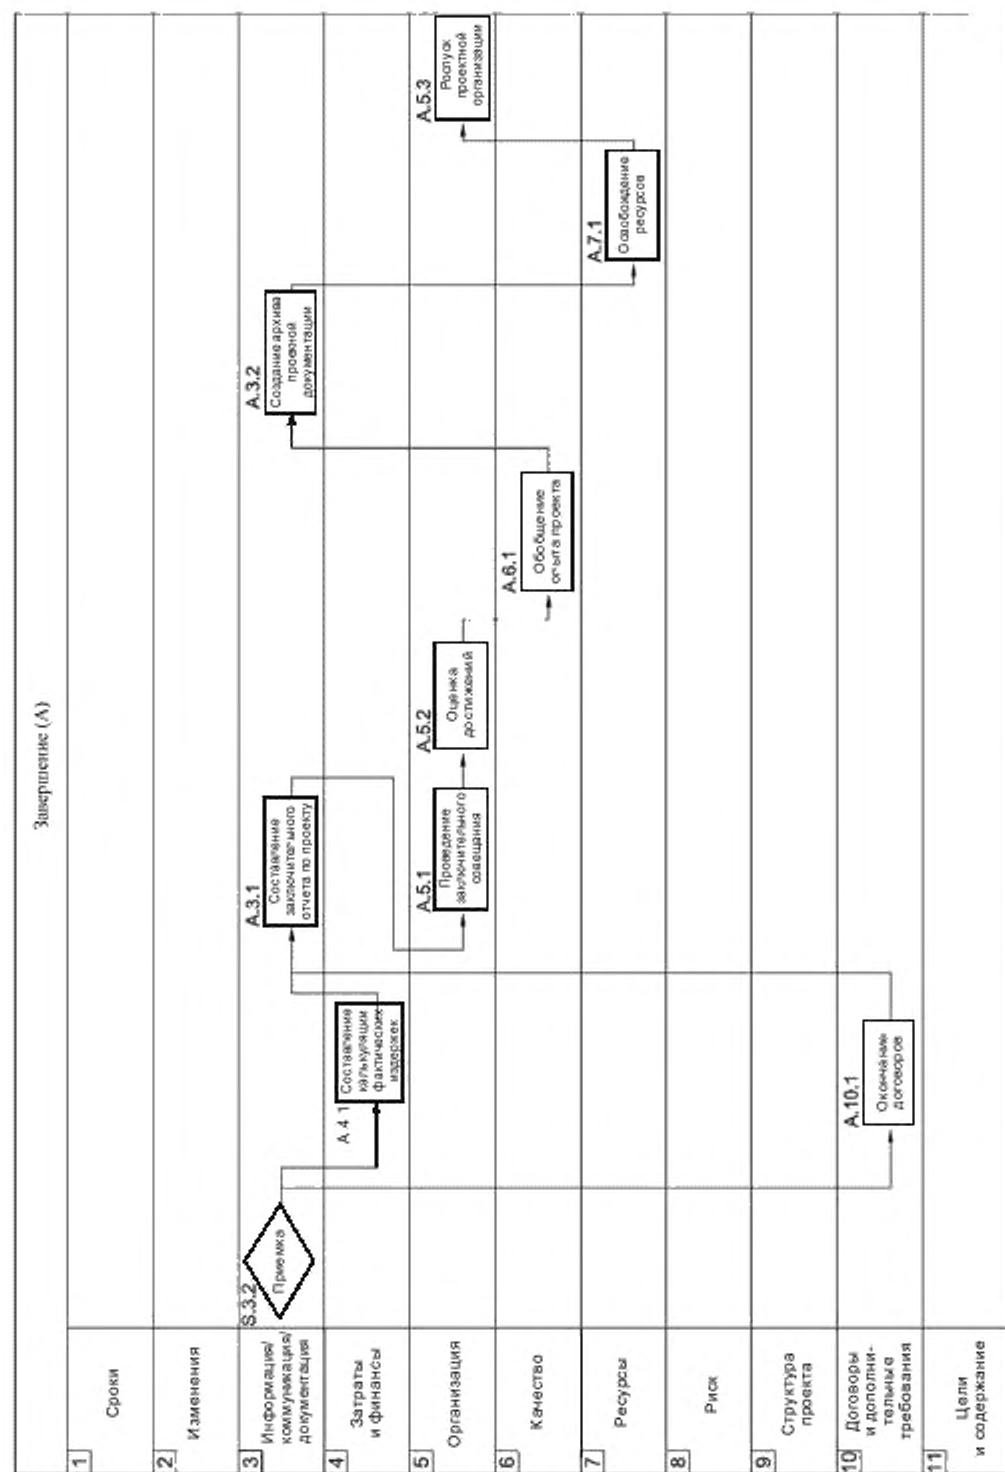 Завершение (А)
1
Сроки
2
Изменения
3
Информация/
коммуникация/
документация
S.3.2
Приемка
А.3.1
Составление
заключительного
отчета по проекту
А.3.2
Создание архива
проектной
документации
4
Затраты
и финансы
А 4 1
Составление
калькуляции
фактических
издержек
5
Организация
А.5.1
Проведение
заключительного
совещания
А.5.2
Оценка
достижений
А.5.3
Роспуск
проектной
организации
6
Качество
А.6.1
Обобщение
опыта проекта
7
Ресурсы
А.7.1
Освобождение
ресурсов
8
Риск
9
Структура
проекта
10
Договоры
и дополни-
тельные
требования
А.10.1
Окончание
договоров
11
Цели
и содержание